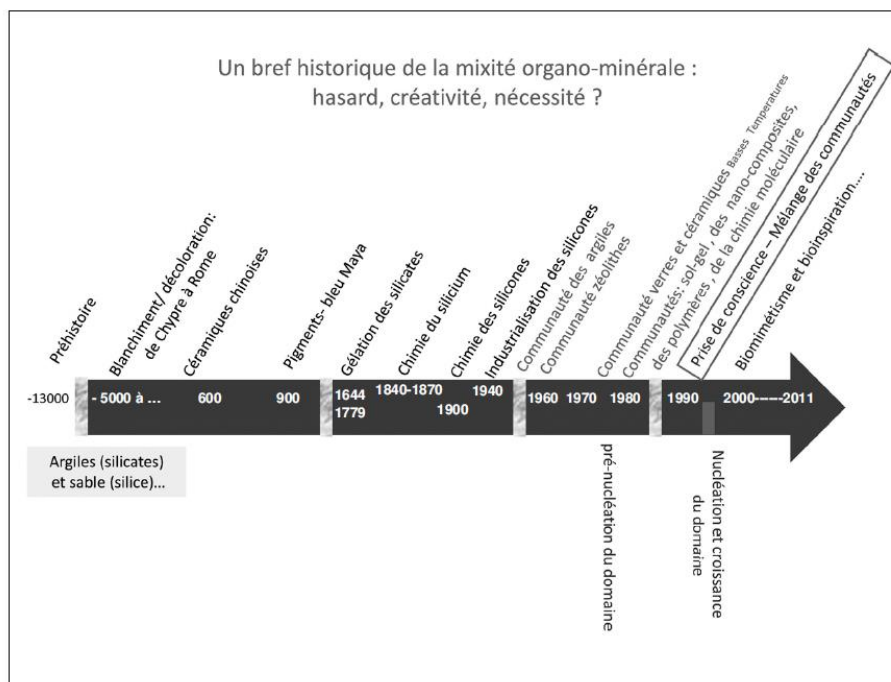 Un bref historique de la mixité organo-minérale :
hasard, créativité, nécessité ?
Préhistoire
Blanchiment/ décoloration:
de Chypre à Rome
Céramiques chinoises
Pigments- bleu Maya
Gélation des silicates
Chimie du silicium
Chimie des silicones
Industrialisation des silicones
Communauté des argiles
Communauté zéolithes
Communauté verres et céramiques Basses Temperatures
Communautés: sol-gel , des nano-composites,
des polymères , de la chimie moléculaire
Prise de conscience – Mélange des communautés
Biomimétisme et bioinspiration....
-13000
- 5000 à ...
600
900
1644
1779
1840-1870
1900
1940
1960
1970
1980
1990
2000------2011
Argiles (silicates)
et sable (silice)...
pré-nucléation du domaine
Nucléation et croissance
du domaine